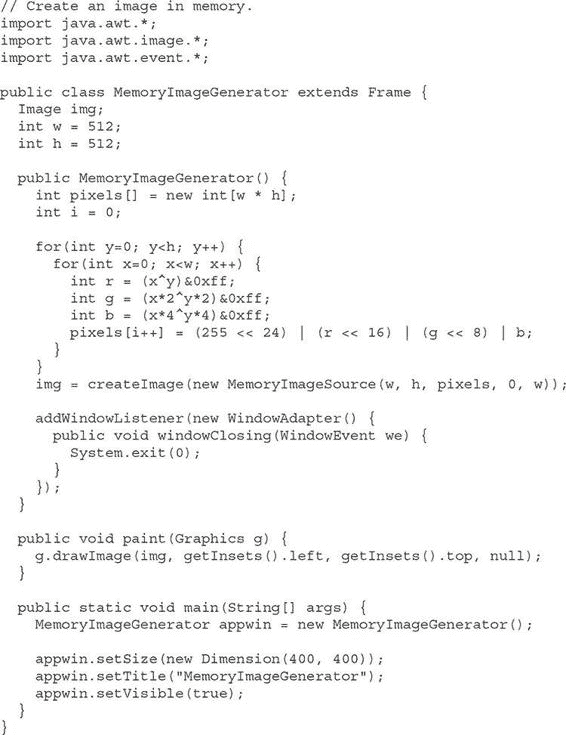 // Create an image in memory.
import java.awt.*;
import java.awt.image.*;
import java.awt.event.*;

public class MemoryImageGenerator extends Frame {
  Image img;
  int w = 512;
  int h = 512;

  public MemoryImageGenerator() {
    int pixels[] = new int[w * h];
    int i = 0;

    for(int y=0; y<h; y++) {
      for(int x=0; x<w; x++) {
        int r = (x^y)&0xff;
        int g = (x*2^y*2)&0xff;
        int b = (x*4^y*4)&0xff;
        pixels[i++] = (255 << 24) | (r << 16) | (g << 8) | b;
      }
    }
    img = createImage(new MemoryImageSource(w, h, pixels, 0, w));

    addWindowListener(new WindowAdapter() {
      public void windowClosing(WindowEvent we) {
        System.exit(0);
      }
    });
  }

  public void paint(Graphics g) {
    g.drawImage(img, getInsets().left, getInsets().top, null);
  }

  public static void main(String[] args) {
    MemoryImageGenerator appwin = new MemoryImageGenerator();

    appwin.setSize(new Dimension(400, 400));
    appwin.setTitle("MemoryImageGenerator");
    appwin.setVisible(true);
  }
}